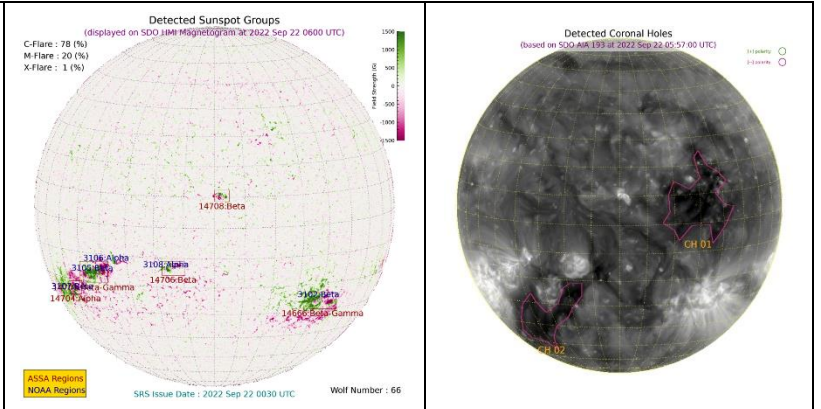 Detected Sunspot Groups
(displayed on SDO HMI Magnetogram at 2022 Sep 22 0600 UTC)
C-Flare : 78 (%)
M-Flare : 20 (%)
X-Flare : 1 (%)
1500
1000
500
0
-500
-1000
-1500
Field Strength (G)
14708:Beta
3106:Alpha
3105:Beta
3108:Alpha
14706:Beta
3107:Beta
-Gamma
14704:Alpha
3102:Beta
14666:Beta-Gamma
ASSA Regions
NOAA Regions
SRS Issue Date : 2022 Sep 22 0030 UTC
Wolf Number : 66
Detected Coronal Holes
(based on SDO AIA 193 at 2022 Sep 22 05:57:00 UTC)
(+) polarity
(-) polarity
CH 01
CH 02